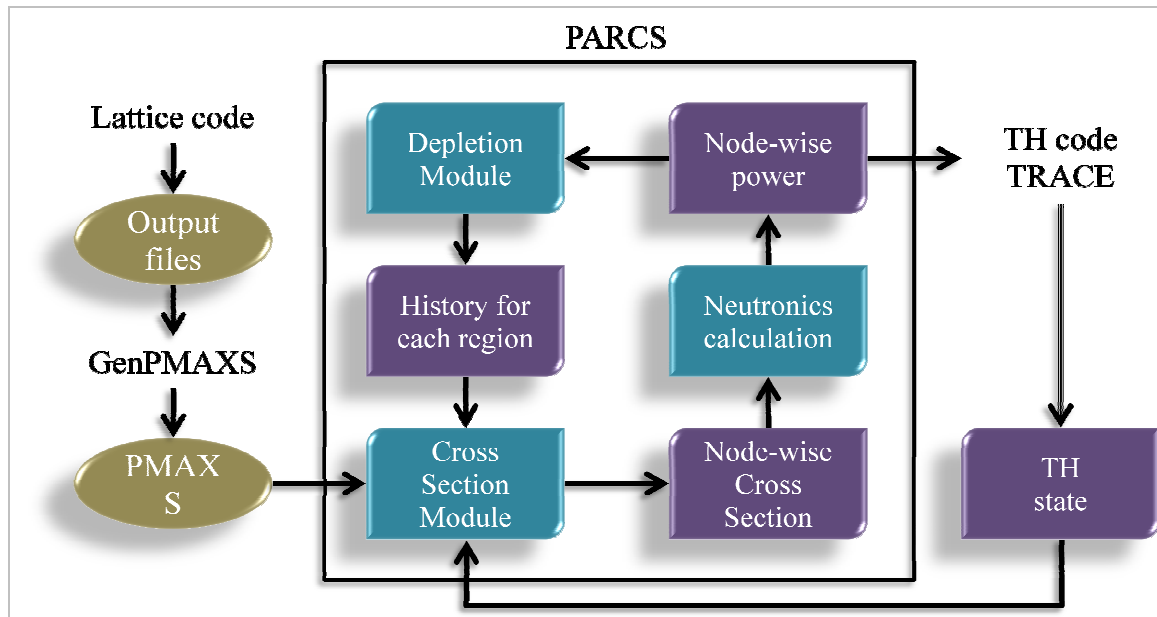 PARCS
Lattice code
Output
files
GenPMAXS
PMAX
S
Depletion
Module
History for
each region
Cross
Section
Module
Node-wise
power
Neutronics
calculation
Node-wise
Cross
Section
TH code
TRACE
TH
state